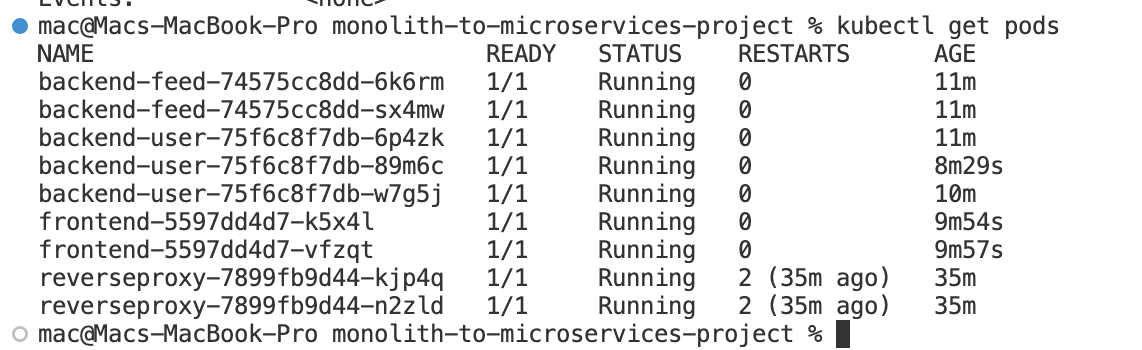 Events:            <none>
mac@Macs-MacBook-Pro monolith-to-microservices-project % kubectl get pods
NAME                            READY   STATUS    RESTARTS      AGE
backend-feed-74575cc8dd-6k6rm   1/1     Running   0             11m
backend-feed-74575cc8dd-sx4mw   1/1     Running   0             11m
backend-user-75f6c8f7db-6p4zk   1/1     Running   0             11m
backend-user-75f6c8f7db-89m6c   1/1     Running   0             8m29s
backend-user-75f6c8f7db-w7g5j   1/1     Running   0             10m
frontend-5597dd4d7-k5x4l        1/1     Running   0             9m54s
frontend-5597dd4d7-vfzqt        1/1     Running   0             9m57s
reverseproxy-7899fb9d44-kjp4q   1/1     Running   2 (35m ago)   35m
reverseproxy-7899fb9d44-n2zld   1/1     Running   2 (35m ago)   35m
mac@Macs-MacBook-Pro monolith-to-microservices-project %